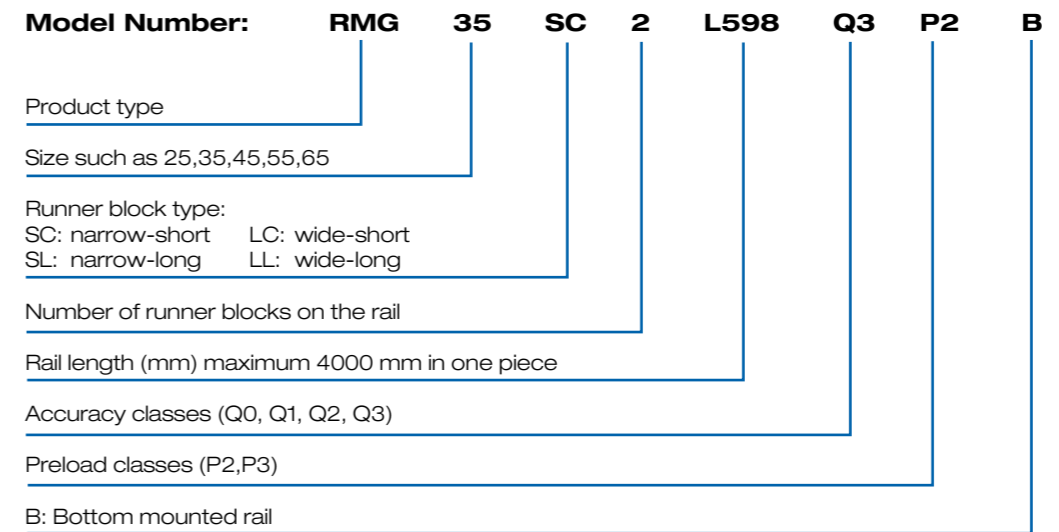 Model Number: RMG 35 SC 2 L598 Q3 P2 B
Product type
Size such as 25,35,45,55,65
Runner block type:
SC: narrow-short LC: wide-short
SL: narrow-long LL: wide-long
Number of runner blocks on the rail
Rail length (mm) maximum 4000 mm in one piece
Accuracy classes (Q0, Q1, Q2, Q3)
Preload classes (P2,P3)
B: Bottom mounted rail